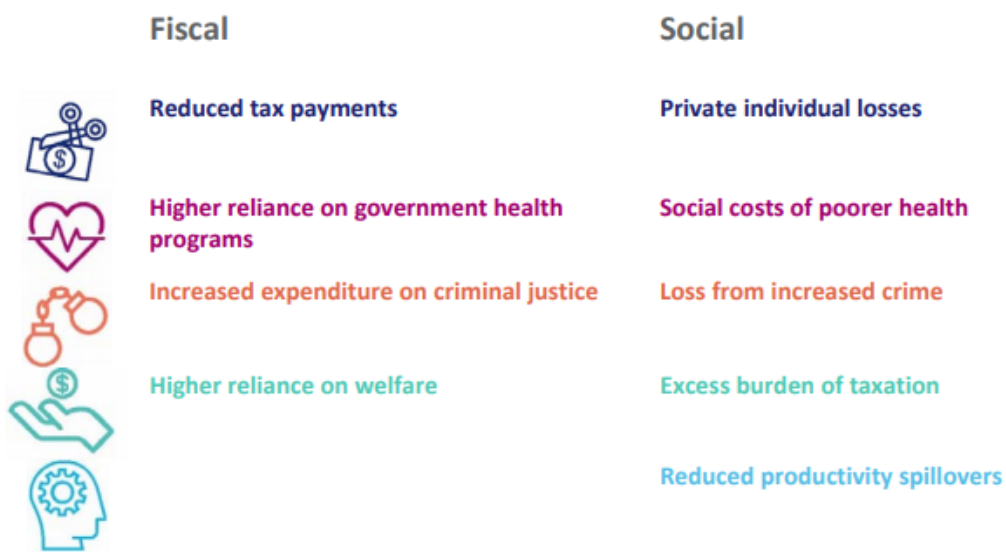 Fiscal
Social
Reduced tax payments
Private individual losses
Higher reliance on government health
programs
Social costs of poorer health
Increased expenditure on criminal justice
Loss from increased crime
Higher reliance on welfare
Excess burden of taxation
Reduced productivity spillovers
$
$